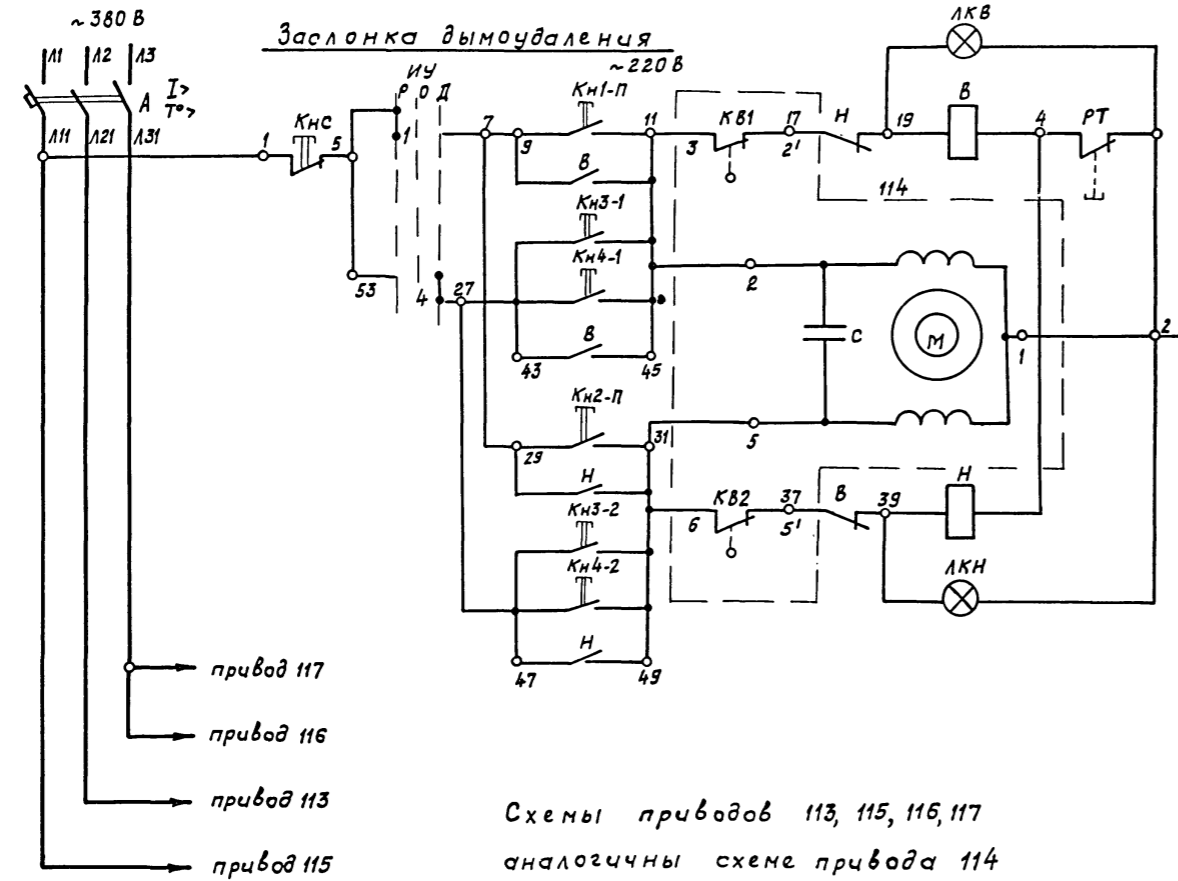 ~380 В
Заслонка дымоудаления
~220 В
Л1 Л2 Л3
А I> T°>
Л11 Л21 Л31
1 КнС 5
ИУ
Р О Д
1
53
4
7 9 Кн1-П 11
В
Кн3-1
Кн4-1
27
В
43 45
Кн2-П
29 31
Н
Кн3-2
Кн4-2
Н
47 49
3 КВ1 17 2' Н 19 В 4 РТ
ЛКВ
114
2
С
М
1 2
5
6 КВ2 37 5' В 39 Н
ЛКН
привод 117
привод 116
привод 113
привод 115
Схемы приводов 113, 115, 116, 117
аналогичны схеме привода 114